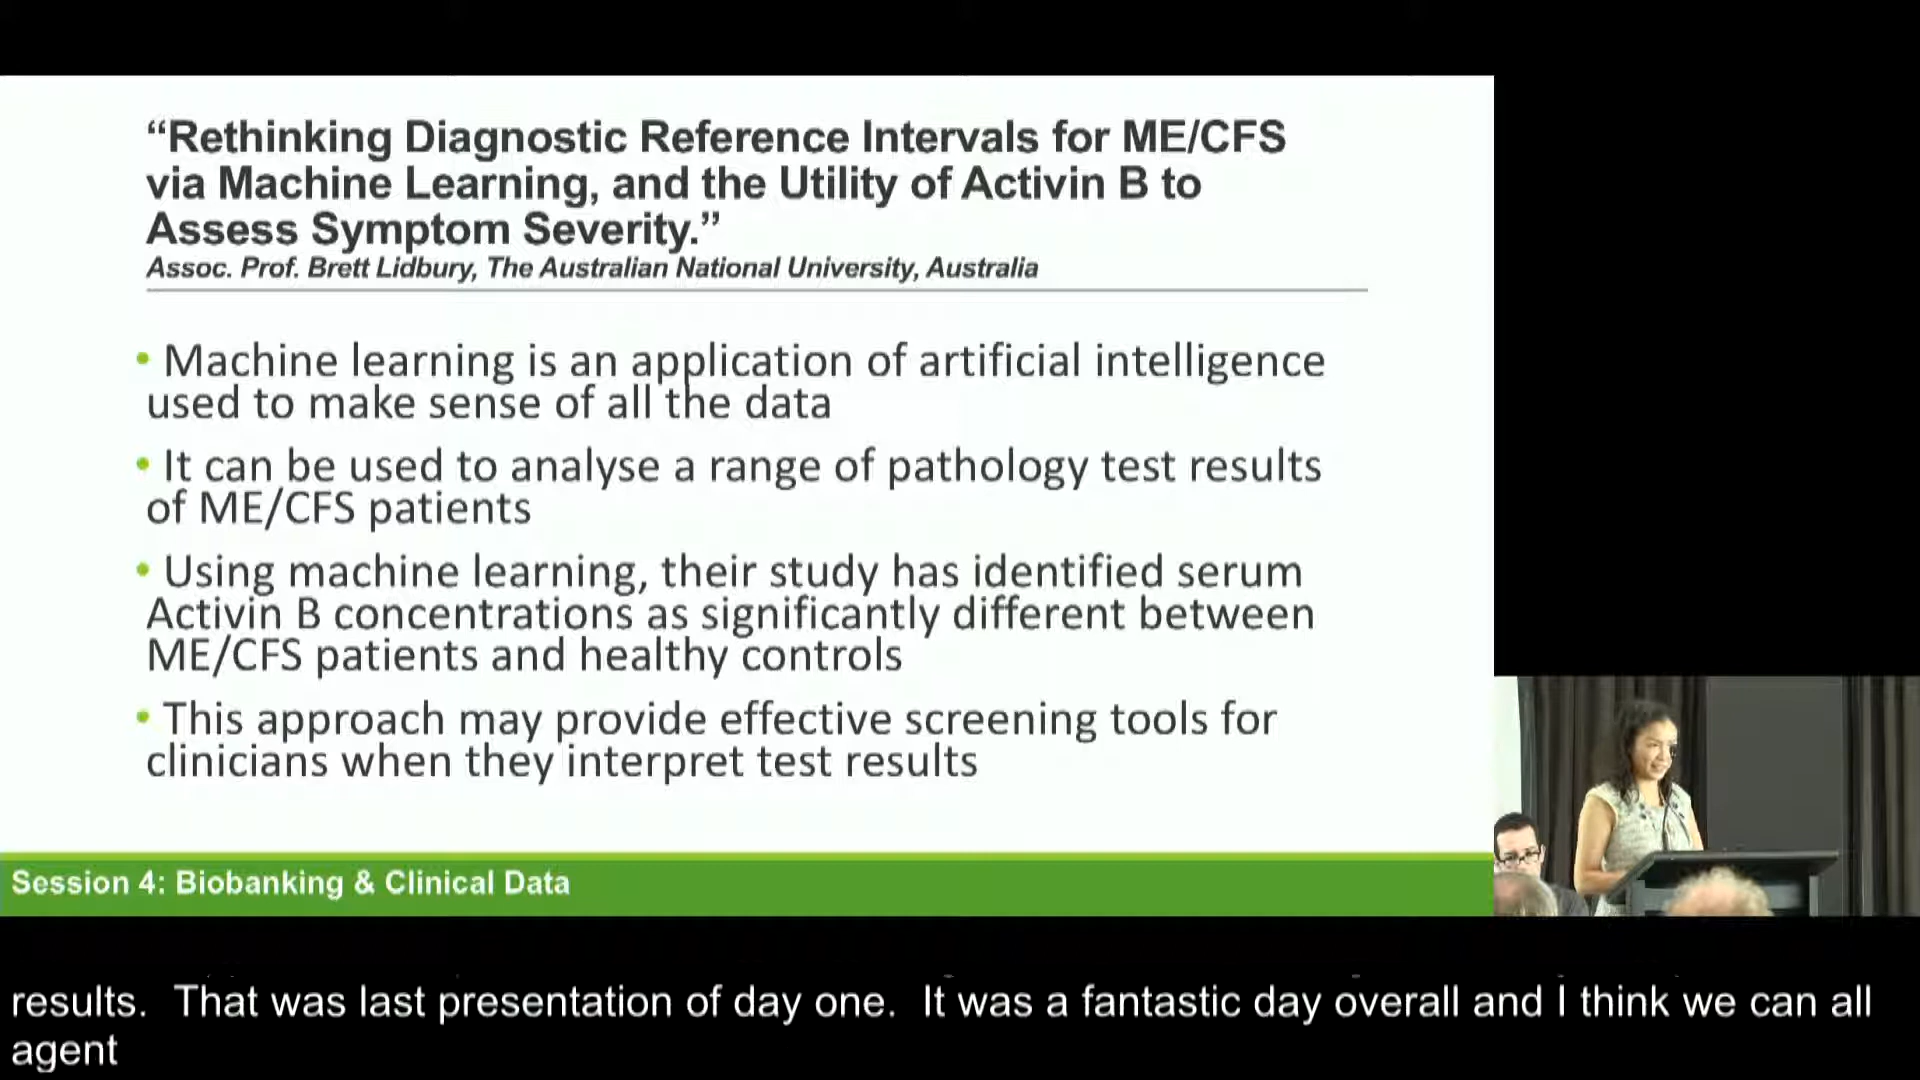 “Rethinking Diagnostic Reference Intervals for ME/CFS
via Machine Learning, and the Utility of Activin B to
Assess Symptom Severity.”
Assoc. Prof. Brett Lidbury, The Australian National University, Australia
• Machine learning is an application of artificial intelligence
used to make sense of all the data
• It can be used to analyse a range of pathology test results
of ME/CFS patients
• Using machine learning, their study has identified serum
Activin B concentrations as significantly different between
ME/CFS patients and healthy controls
• This approach may provide effective screening tools for
clinicians when they interpret test results
Session 4: Biobanking & Clinical Data
results.  That was last presentation of day one.  It was a fantastic day overall and I think we can all
agent